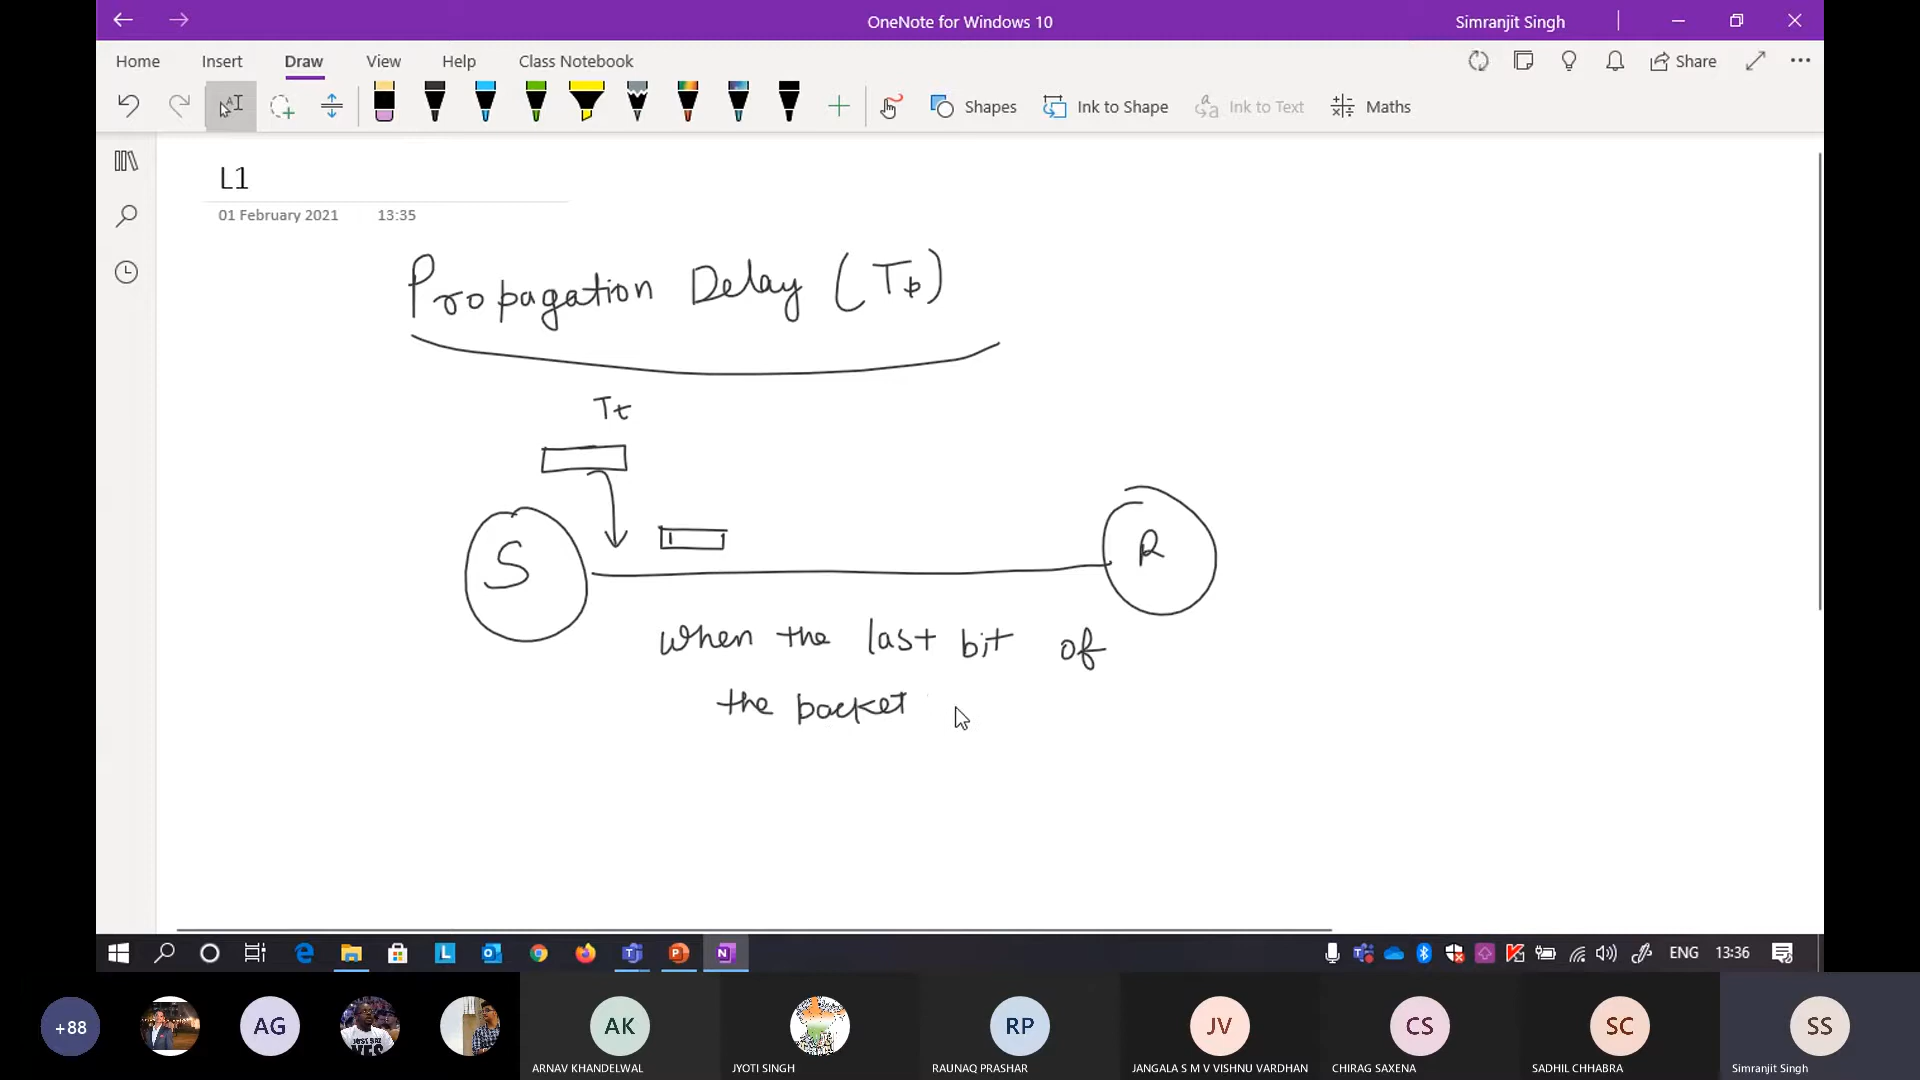 OneNote for Windows 10
Simranjit Singh
Home Insert Draw View Help Class Notebook
Share
Shapes
Ink to Shape
Ink to Text
Maths
L1
01 February 2021 13:35
Propagation Delay (Tp)
Tt
S
R
when the last bit of
the packet
ENG 13:36
+88
AG
AK
RP
JV
CS
SC
SS
ARNAV KHANDELWAL
JYOTI SINGH
RAUNAQ PRASHAR
JANGALA S M V VISHNU VARDHAN
CHIRAG SAXENA
SADHIL CHHABRA
Simranjit Singh